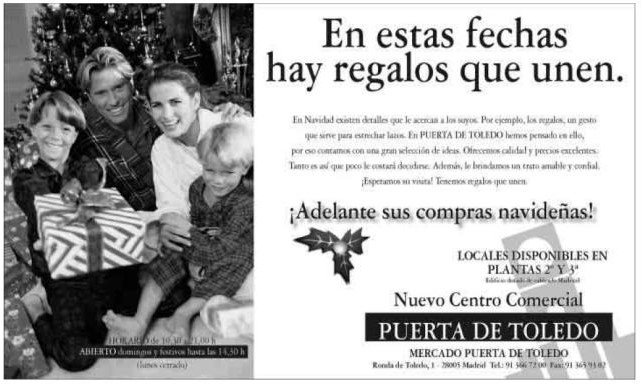 En estas fechas
hay regalos que unen.
En Navidad existen detalles que le acercan a los suyos. Por ejemplo, los regalos, un gesto
que sirve para estrechar lazos. En PUERTA DE TOLEDO hemos pensado en ello,
por eso contamos con una gran selección de ideas. Ofrecemos calidad y precios excelentes.
Tanto es así que poco le costará decidirse. Además, le brindamos un trato amable y cordial.
¡Esperamos su visita! Tenemos regalos que unen.
¡Adelante sus compras navideñas!
LOCALES DISPONIBLES EN
PLANTAS 2ª Y 3ª
Edificio dotado de cableado
Nuevo Centro Comercial
PUERTA DE TOLEDO
MERCADO PUERTA DE TOLEDO
Ronda de Toledo, 1 - 28005 Madrid Tel.: 91 366 72 00 Fax: 91 365 93 02
HORARIO de 10,30 a 21,00 h
ABIERTO domingos y festivos hasta las 14,30 h
(lunes cerrado)